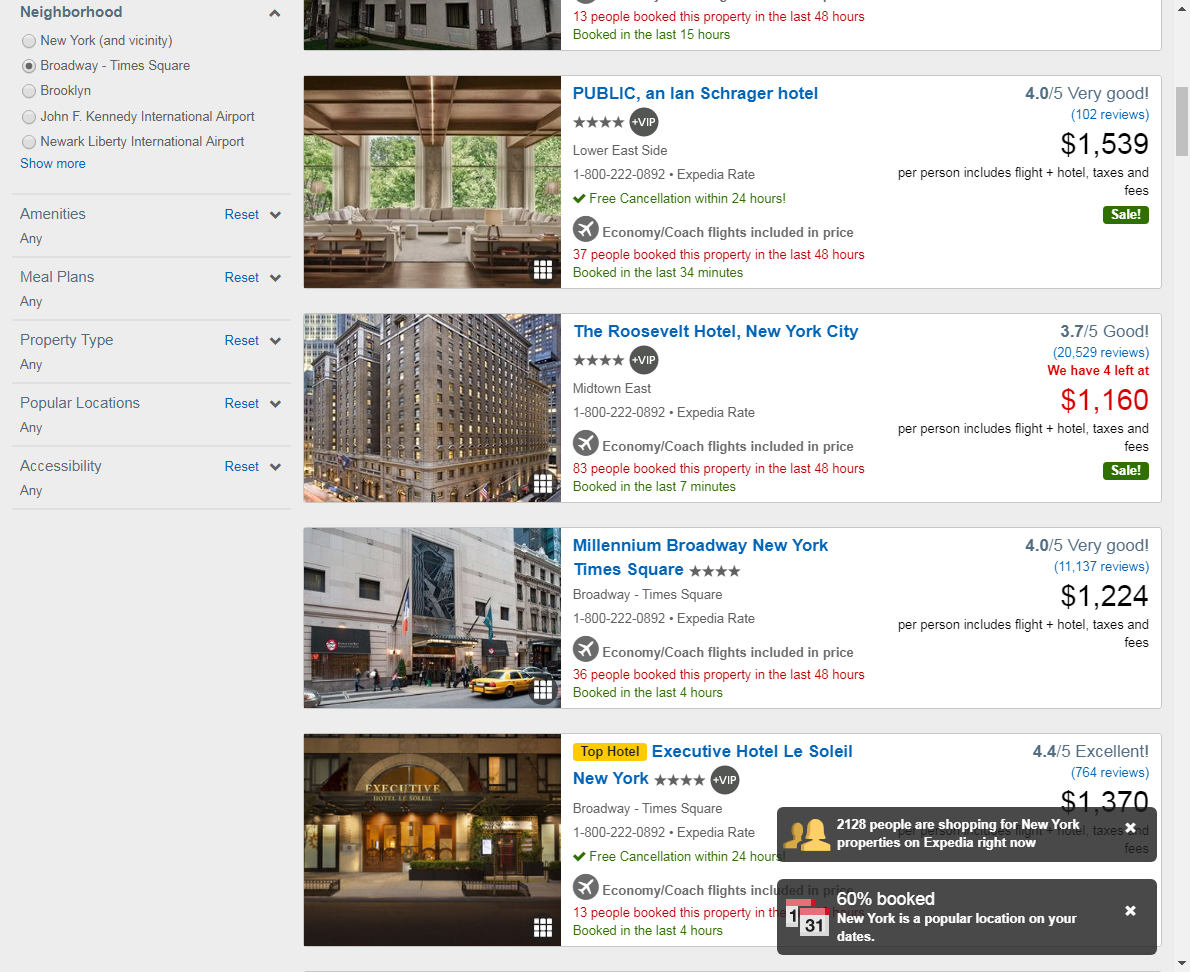 Neighborhood
New York (and vicinity)
Broadway - Times Square
Brooklyn
John F. Kennedy International Airport
Newark Liberty International Airport
Show more
Amenities Reset
Any
Meal Plans Reset
Any
Property Type Reset
Any
Popular Locations Reset
Any
Accessibility Reset
Any
13 people booked this property in the last 48 hours
Booked in the last 15 hours
PUBLIC, an Ian Schrager hotel
+VIP
Lower East Side
1-800-222-0892 • Expedia Rate
Free Cancellation within 24 hours!
Economy/Coach flights included in price
37 people booked this property in the last 48 hours
Booked in the last 34 minutes
4.0/5 Very good!
(102 reviews)
$1,539
per person includes flight + hotel, taxes and
fees
Sale!
The Roosevelt Hotel, New York City
+VIP
Midtown East
1-800-222-0892 • Expedia Rate
Economy/Coach flights included in price
83 people booked this property in the last 48 hours
Booked in the last 7 minutes
3.7/5 Good!
(20,529 reviews)
We have 4 left at
$1,160
per person includes flight + hotel, taxes and
fees
Sale!
Millennium Broadway New York
Times Square
Broadway - Times Square
1-800-222-0892 • Expedia Rate
Economy/Coach flights included in price
36 people booked this property in the last 48 hours
Booked in the last 4 hours
4.0/5 Very good!
(11,137 reviews)
$1,224
per person includes flight + hotel, taxes and
fees
EXECUTIVE
HOTEL LE SOLEIL
Top Hotel Executive Hotel Le Soleil
New York +VIP
Broadway - Times Square
1-800-222-0892 • Expedia Rate
Free Cancellation within 24 hours!
Economy/Coach flights included in price
13 people booked this property in the last 48 hours
Booked in the last 4 hours
4.4/5 Excellent!
(764 reviews)
$1,370
per person includes flight + hotel, taxes and
fees
2128 people are shopping for New York
properties on Expedia right now
1
31
60% booked
New York is a popular location on your
dates.